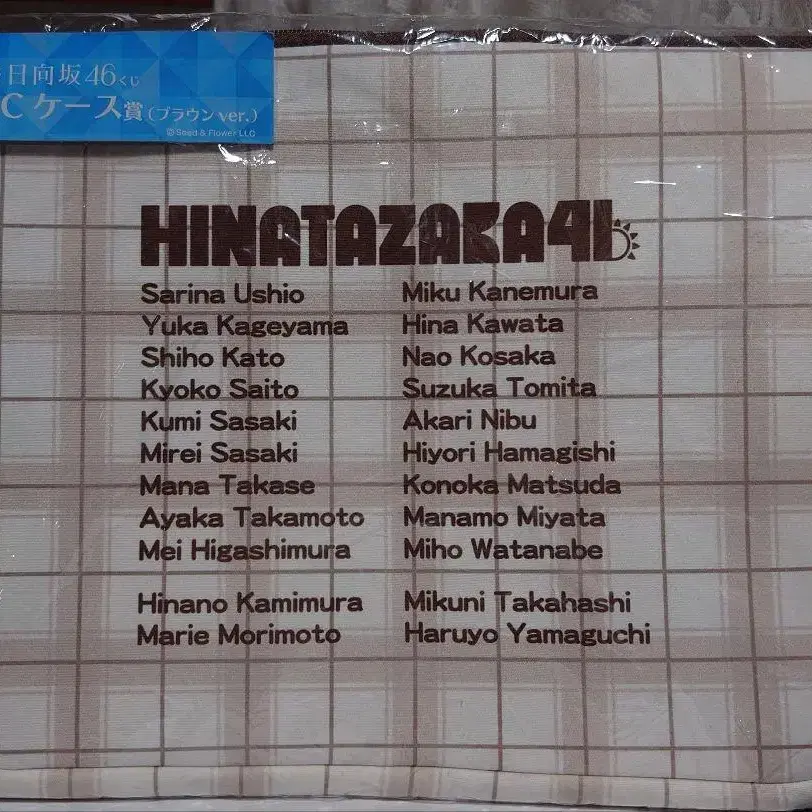 日向坂46くじ
Cケース賞(ブラウンver.)
© Seed & Flower LLC
HINATAZAKA46
Sarina Ushio
Yuka Kageyama
Shiho Kato
Kyoko Saito
Kumi Sasaki
Mirei Sasaki
Mana Takase
Ayaka Takamoto
Mei Higashimura
Miku Kanemura
Hina Kawata
Nao Kosaka
Suzuka Tomita
Akari Nibu
Hiyori Hamagishi
Konoka Matsuda
Manamo Miyata
Miho Watanabe
Hinano Kamimura
Marie Morimoto
Mikuni Takahashi
Haruyo Yamaguchi